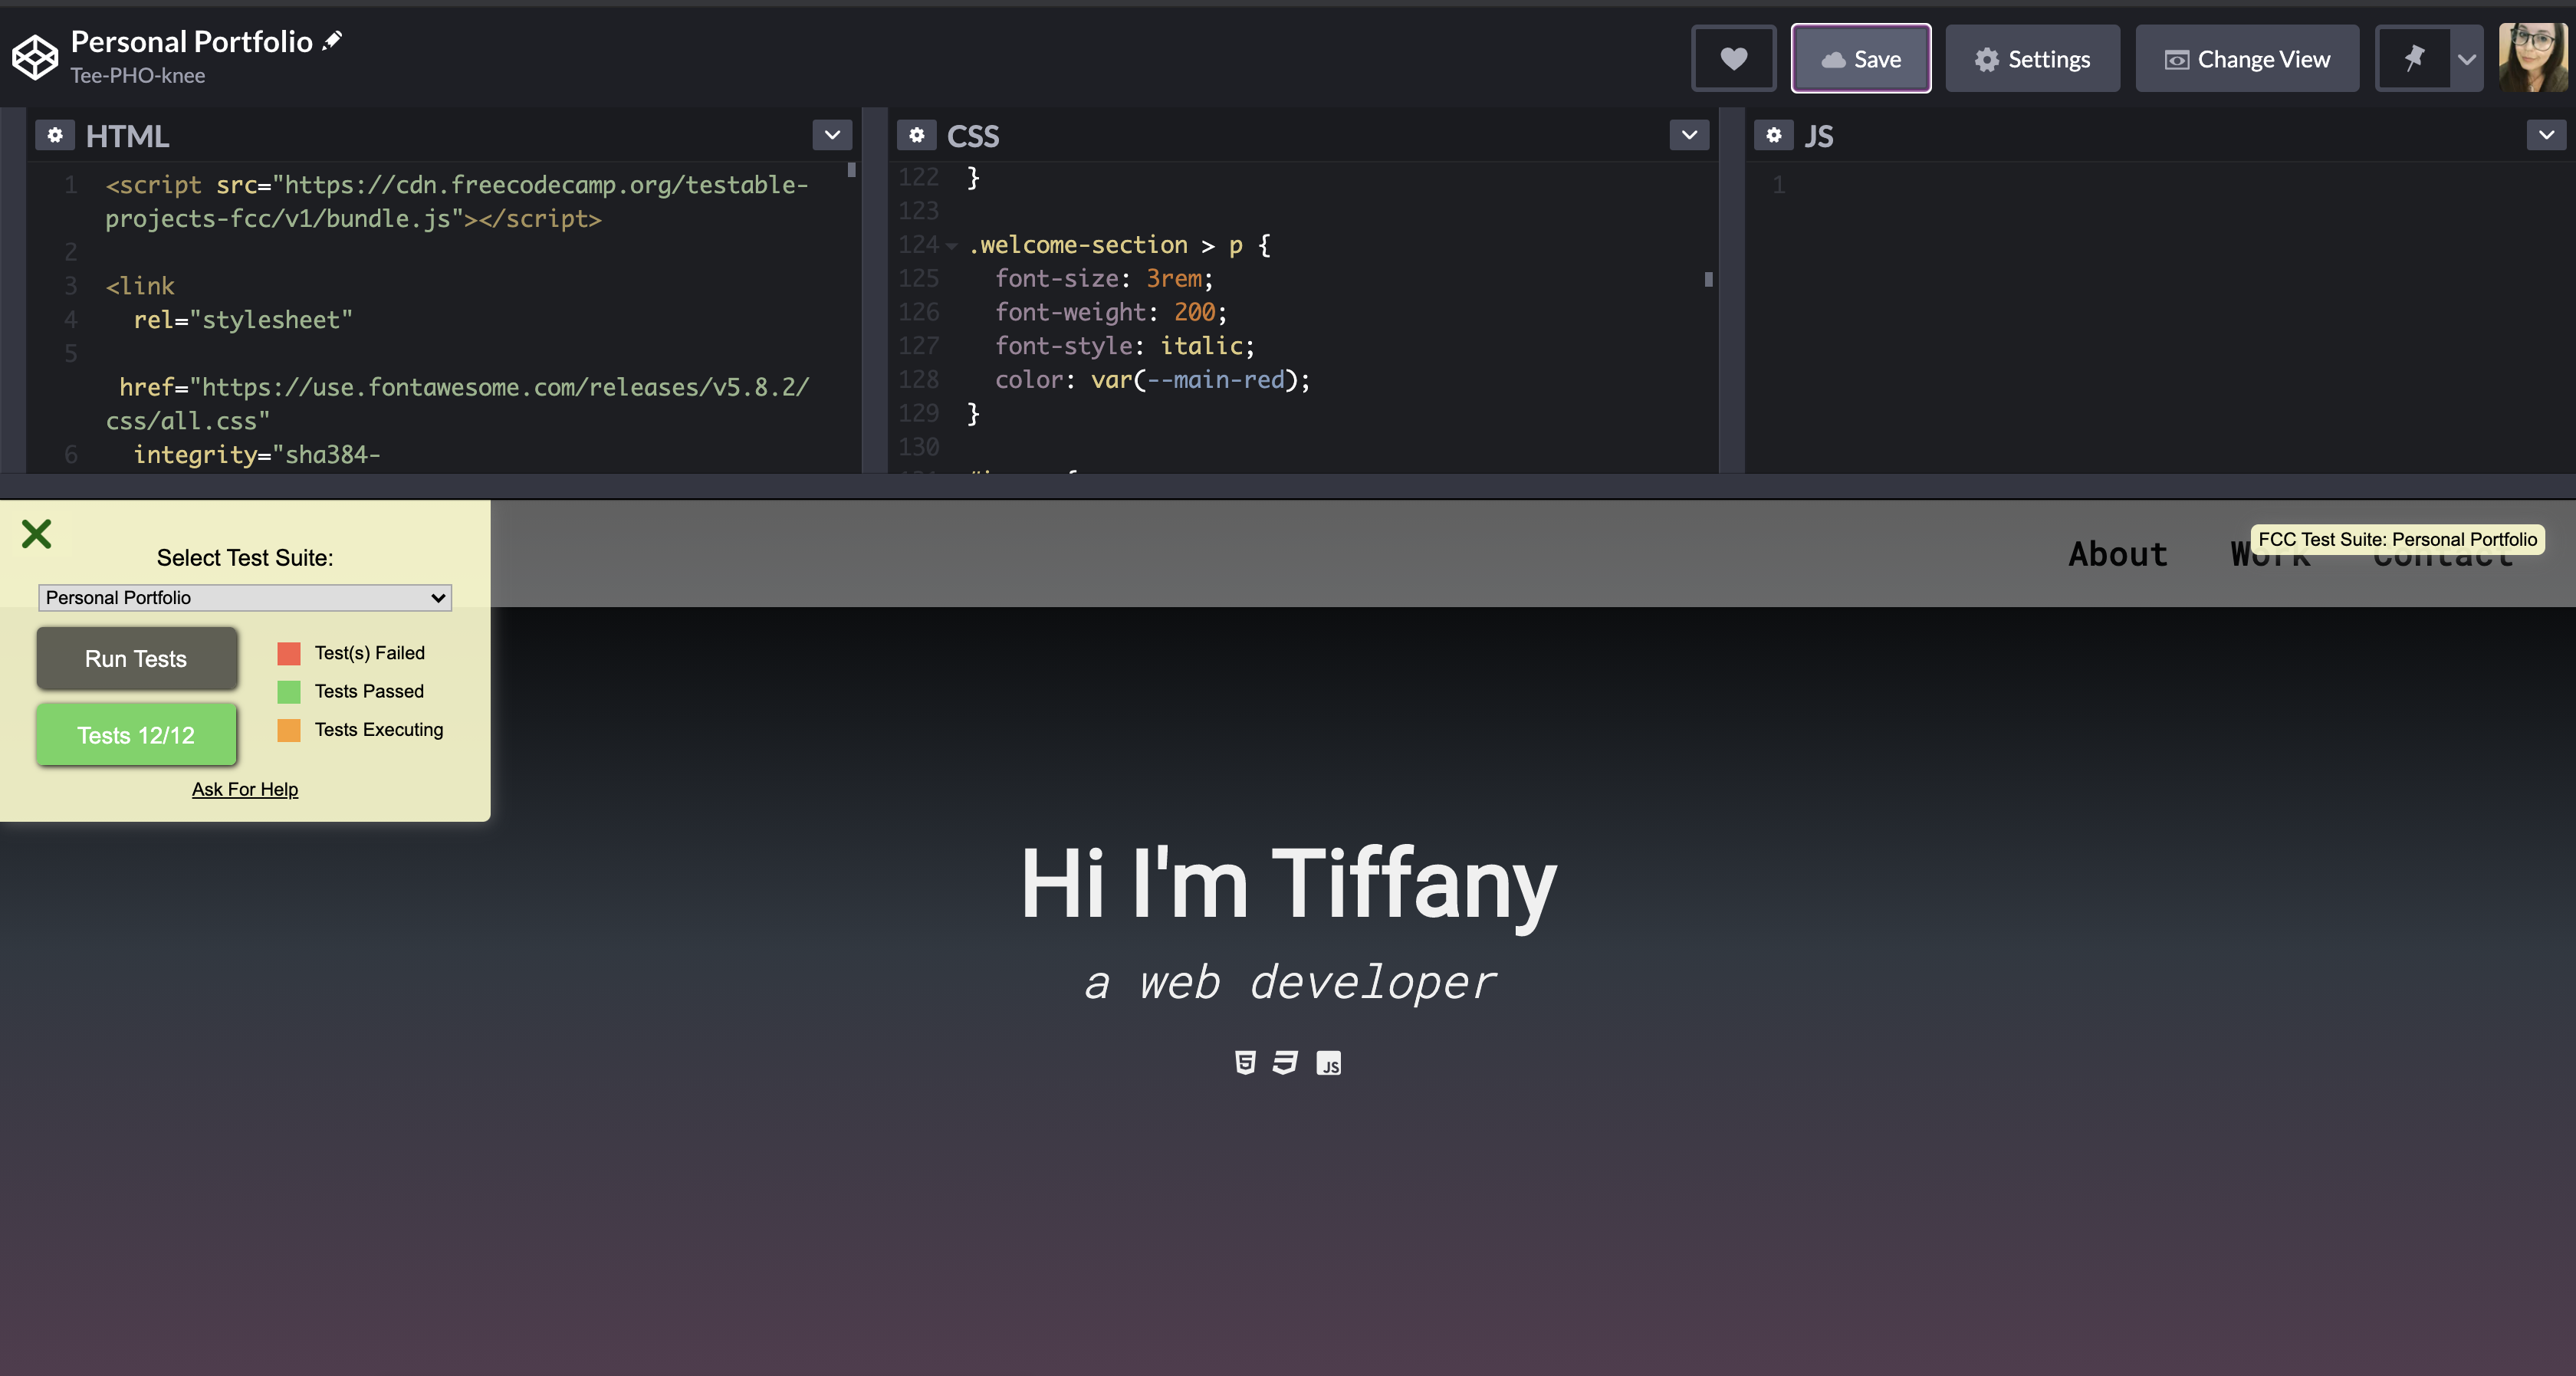 Personal Portfolio
Tee-PHO-knee
Save
Settings
Change View
HTML
1 <script src="https://cdn.freecodecamp.org/testable-
projects-fcc/v1/bundle.js"></script>
2
3 <link
4 rel="stylesheet"
5
href="https://use.fontawesome.com/releases/v5.8.2/
css/all.css"
6 integrity="sha384-
CSS
122 }
123
124 .welcome-section > p {
125 font-size: 3rem;
126 font-weight: 200;
127 font-style: italic;
128 color: var(--main-red);
129 }
130
JS
1
Select Test Suite:
Personal Portfolio
Run Tests
Tests 12/12
Test(s) Failed
Tests Passed
Tests Executing
Ask For Help
About Work Contact
FCC Test Suite: Personal Portfolio
Hi I'm Tiffany
a web developer
5
JS